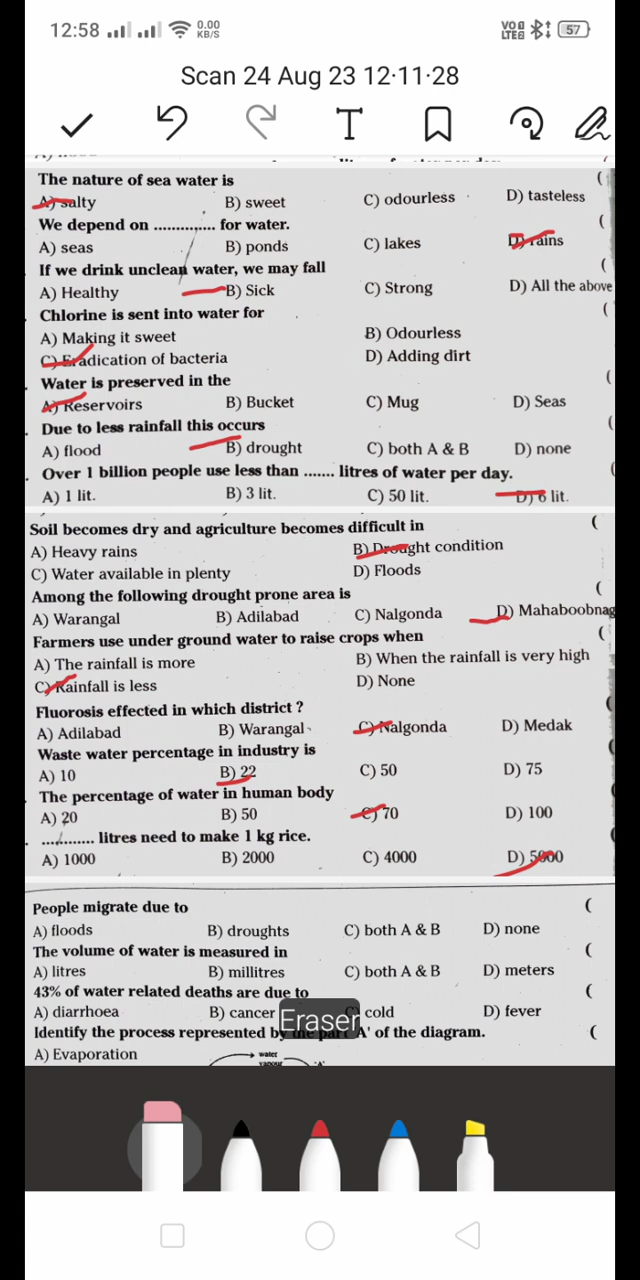 12:58 0.00 KB/S VO LTE 57
Scan 24 Aug 23 12·11·28
T
The nature of sea water is (
A) salty B) sweet C) odourless D) tasteless
We depend on .............. for water. (
A) seas B) ponds C) lakes D) rains
If we drink unclean water, we may fall (
A) Healthy B) Sick C) Strong D) All the above
Chlorine is sent into water for (
A) Making it sweet B) Odourless
C) Eradication of bacteria D) Adding dirt
Water is preserved in the (
A) Reservoirs B) Bucket C) Mug D) Seas
Due to less rainfall this occurs (
A) flood B) drought C) both A & B D) none
Over 1 billion people use less than ....... litres of water per day. (
A) 1 lit. B) 3 lit. C) 50 lit. D) 6 lit.
Soil becomes dry and agriculture becomes difficult in (
A) Heavy rains B) Drought condition
C) Water available in plenty D) Floods
Among the following drought prone area is (
A) Warangal B) Adilabad C) Nalgonda D) Mahaboobnag
Farmers use under ground water to raise crops when (
A) The rainfall is more B) When the rainfall is very high
C) Rainfall is less D) None
Fluorosis effected in which district ? (
A) Adilabad B) Warangal C) Nalgonda D) Medak
Waste water percentage in industry is (
A) 10 B) 22 C) 50 D) 75
The percentage of water in human body (
A) 20 B) 50 C) 70 D) 100
............ litres need to make 1 kg rice. (
A) 1000 B) 2000 C) 4000 D) 5000
People migrate due to (
A) floods B) droughts C) both A & B D) none
The volume of water is measured in (
A) litres B) millitres C) both A & B D) meters
43% of water related deaths are due to (
A) diarrhoea B) cancer C) cold D) fever
Eraser
Identify the process represented by the part 'A' of the diagram. (
A) Evaporation water
vapour 'A'